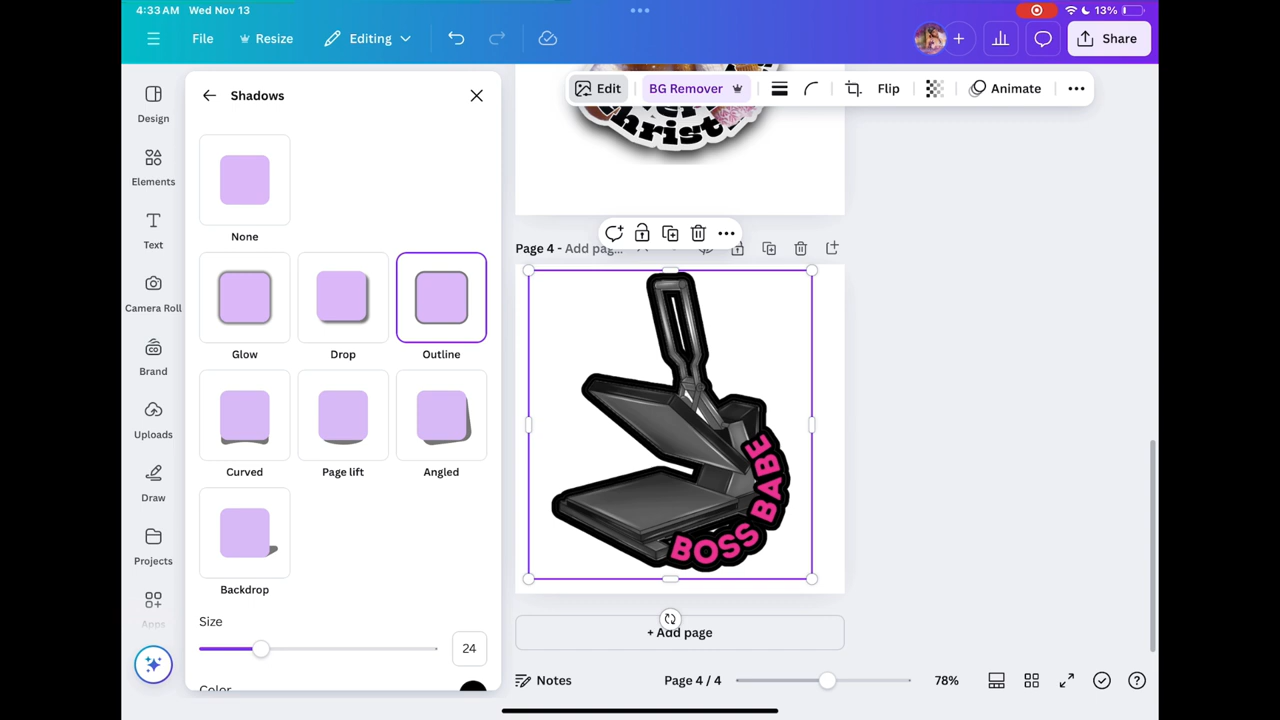 4:33 AM Wed Nov 13
13%
File
Resize
Editing
Share
Design
Elements
Text
Camera Roll
Brand
Uploads
Draw
Projects
Apps
Shadows
None
Glow
Drop
Outline
Curved
Page lift
Angled
Backdrop
Size
24
Color
Edit
BG Remover
Flip
Animate
Christ
Page 4 - Add pag...
BOSS BABE
+ Add page
Notes
Page 4 / 4
78%